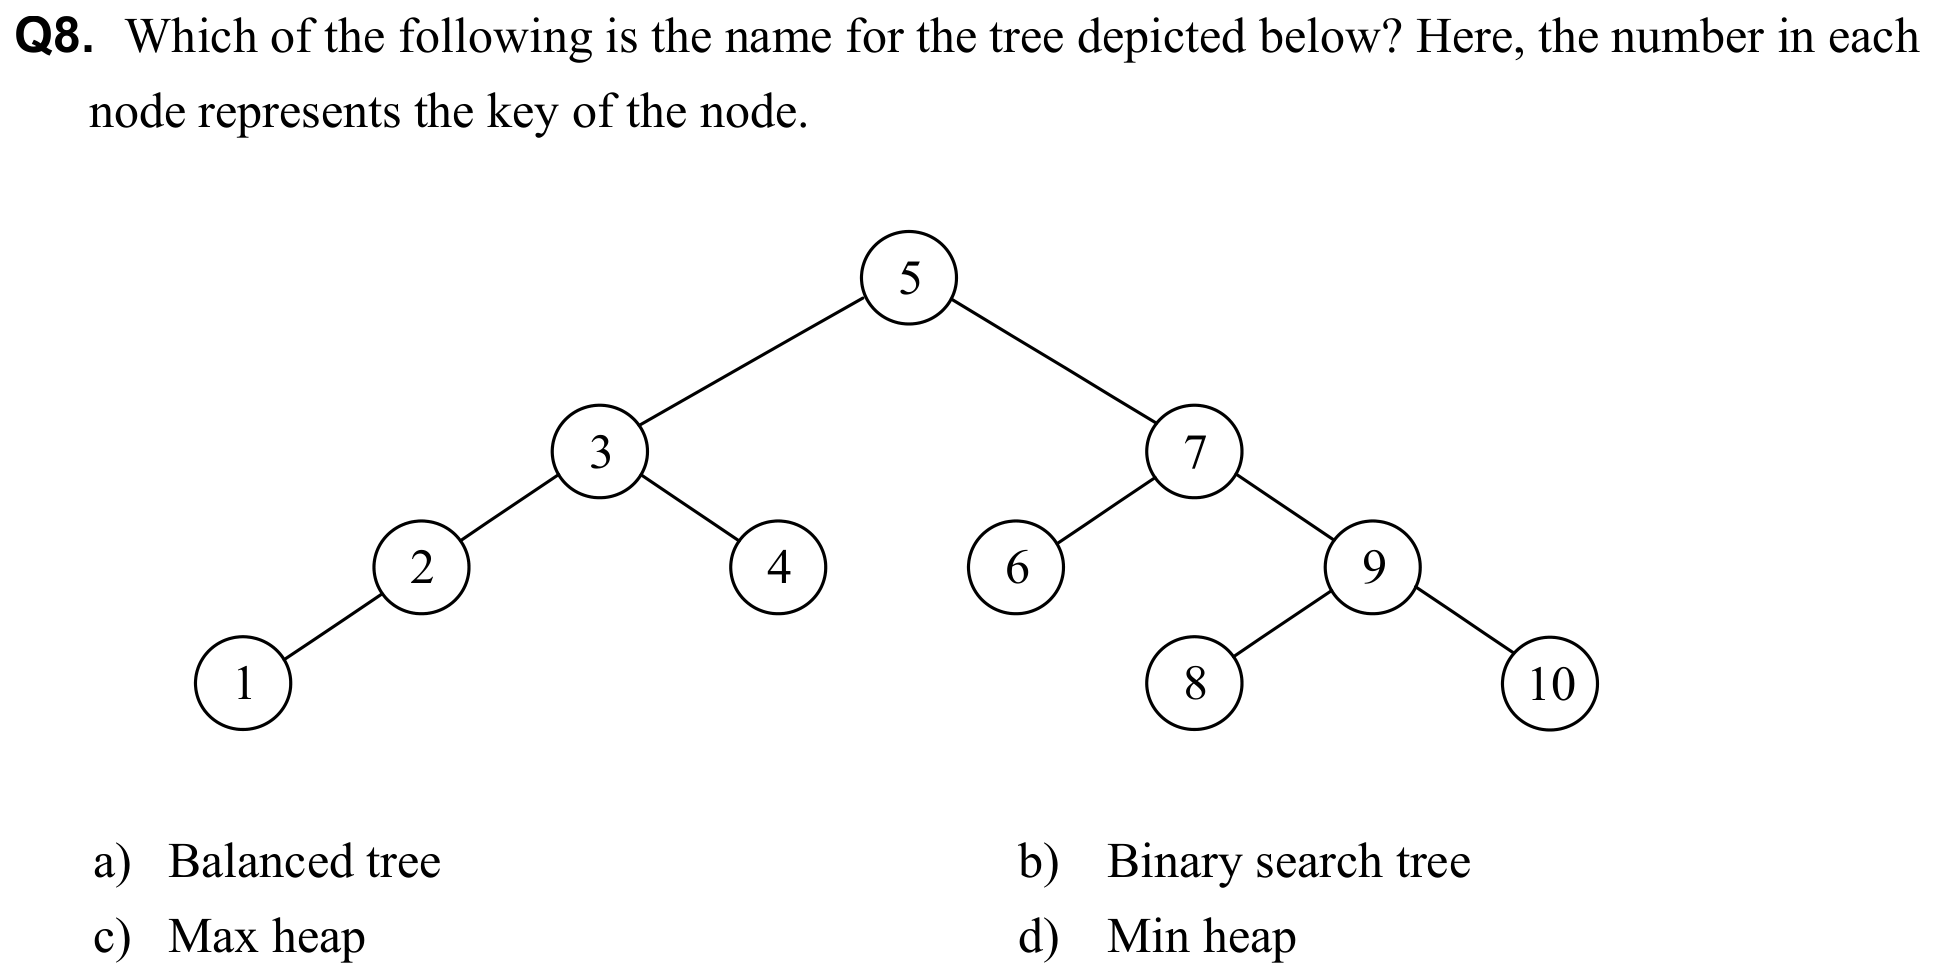 Q8. Which of the following is the name for the tree depicted below? Here, the number in each
node represents the key of the node.
5
3
7
2
4
6
9
1
8
10
a) Balanced tree
b) Binary search tree
c) Max heap
d) Min heap